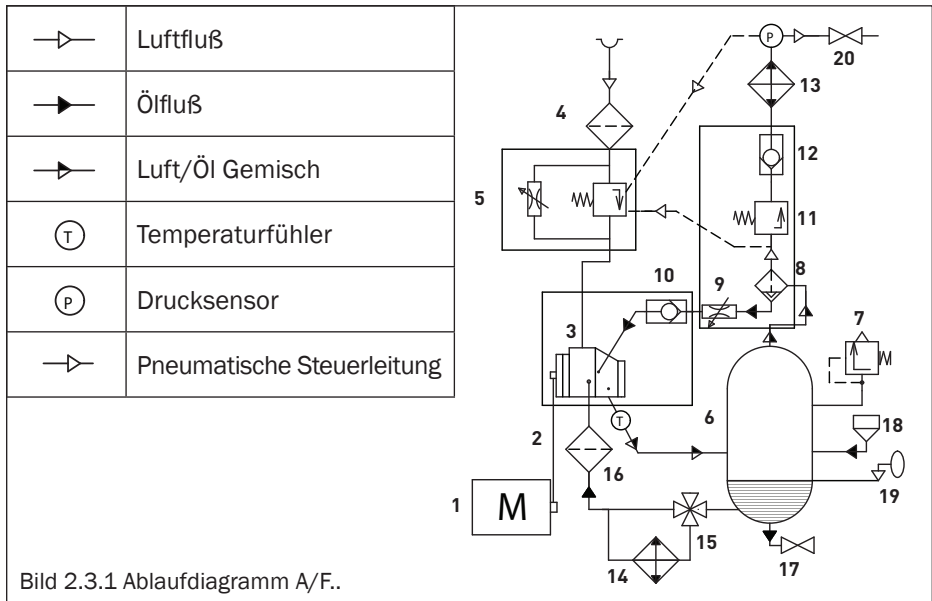 Luftfluß
Ölfluß
Luft/Öl Gemisch
T Temperaturfühler
P Drucksensor
Pneumatische Steuerleitung
Bild 2.3.1 Ablaufdiagramm A/F..
P
20
13
4
12
5
11
10
9
8
7
3
6
18
T
2
16
19
1
M
15
14
17